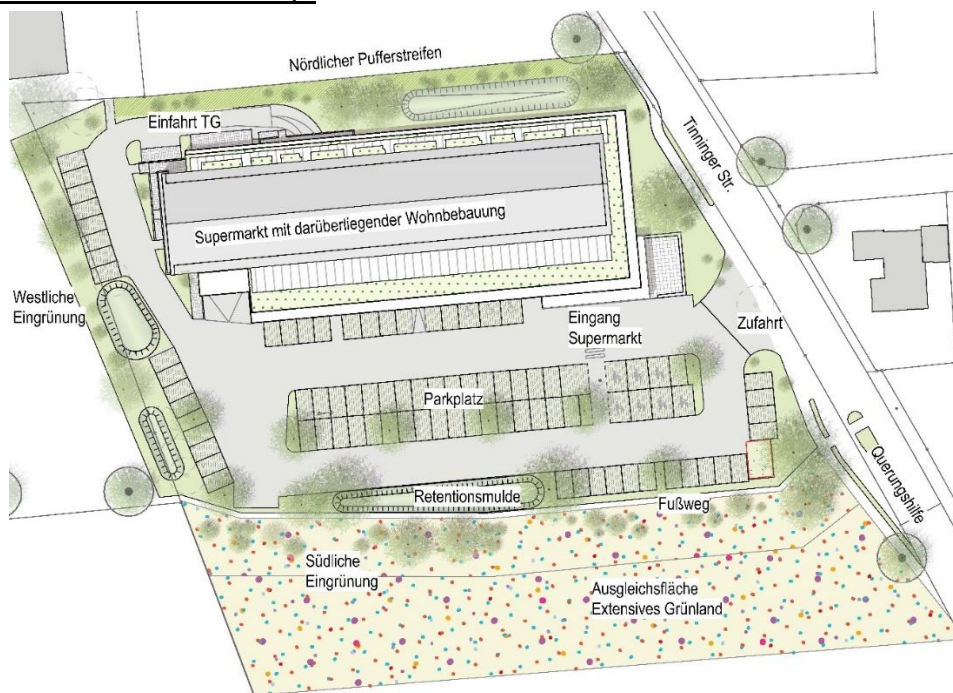 Nördlicher Pufferstreifen
Einfahrt TG
Tinninger Str.
Supermarkt mit darüberliegender Wohnbebauung
Westliche
Eingrünung
Eingang
Supermarkt
Zufahrt
Parkplatz
Querungshilfe
Retentionsmulde
Fußweg
Südliche
Eingrünung
Ausgleichsfläche
Extensives Grünland